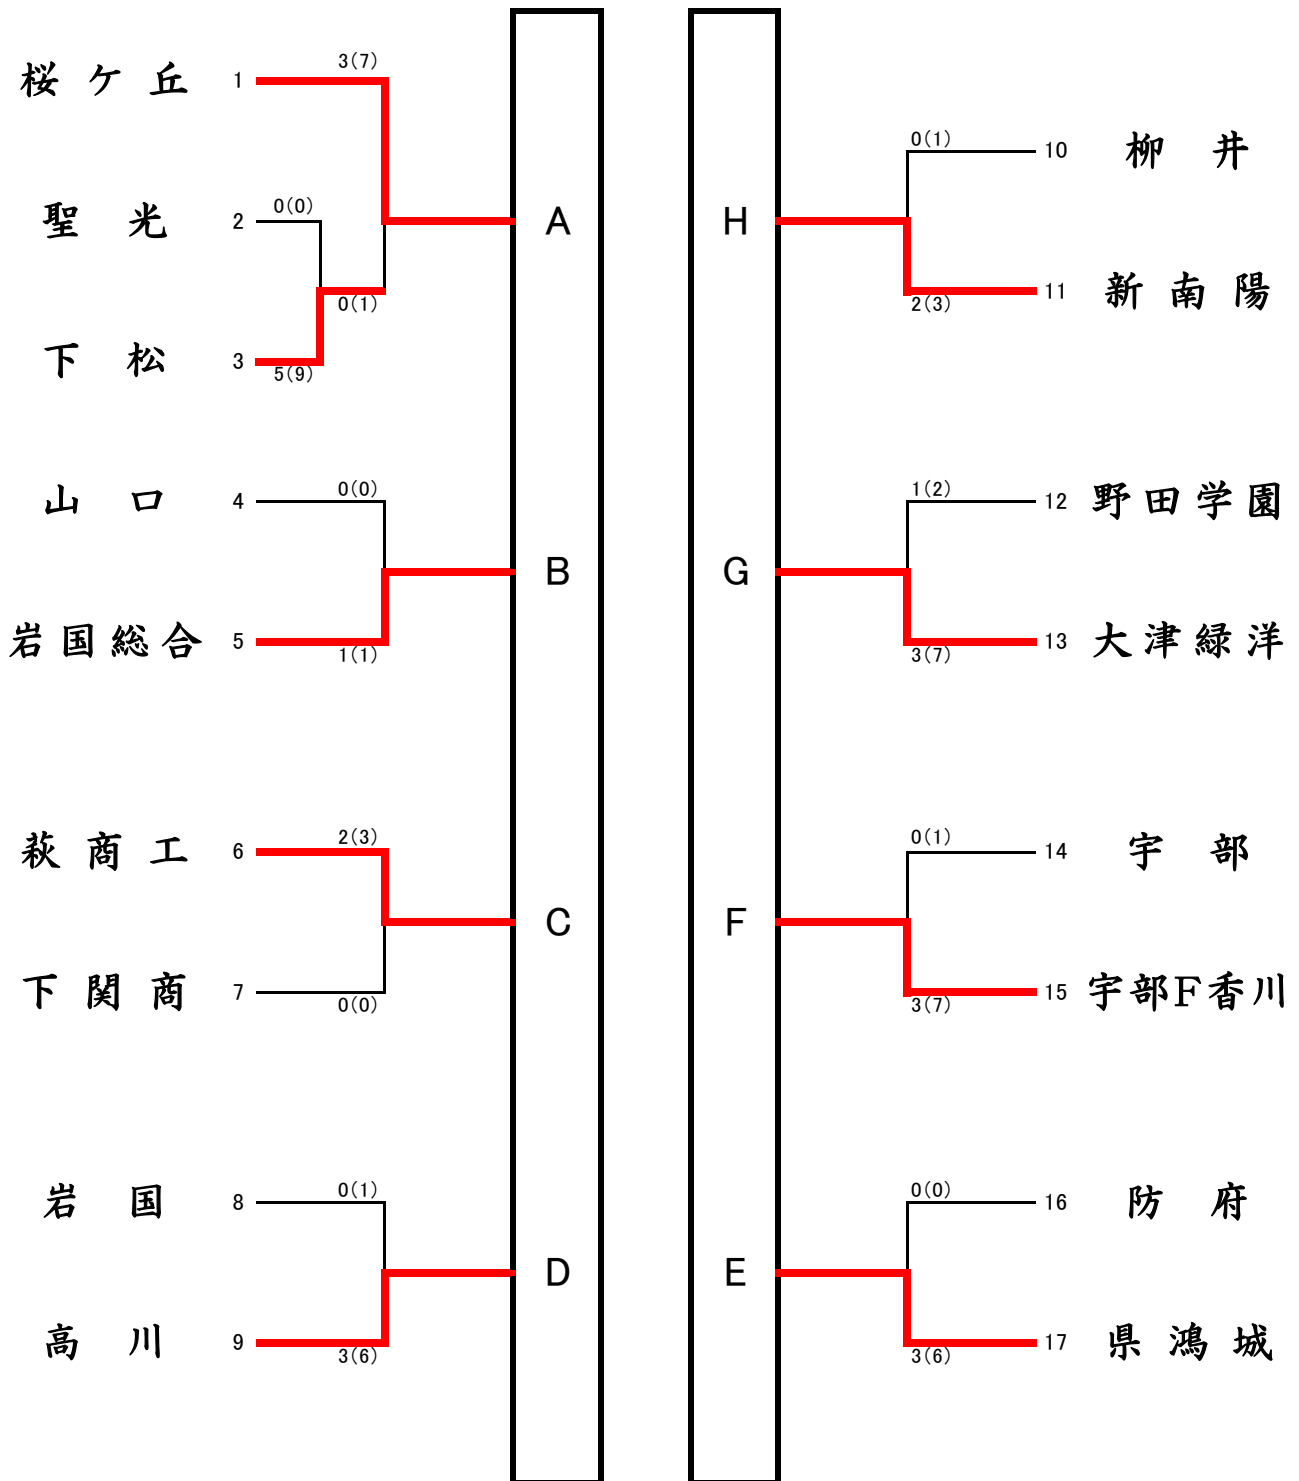 3(7)
桜ケ丘 1
0(0)
聖光 2
A
0(1)
下松 3
5(9)
0(0)
山口 4
B
岩国総合 5
1(1)
2(3)
萩商工 6
C
下関商 7
0(0)
0(1)
岩国 8
D
高川 9
3(6)
0(1)
10 柳井
H
11 新南陽
2(3)
1(2)
12 野田学園
G
13 大津緑洋
3(7)
0(1)
14 宇部
F
15 宇部F香川
3(7)
0(0)
16 防府
E
17 県鴻城
3(6)